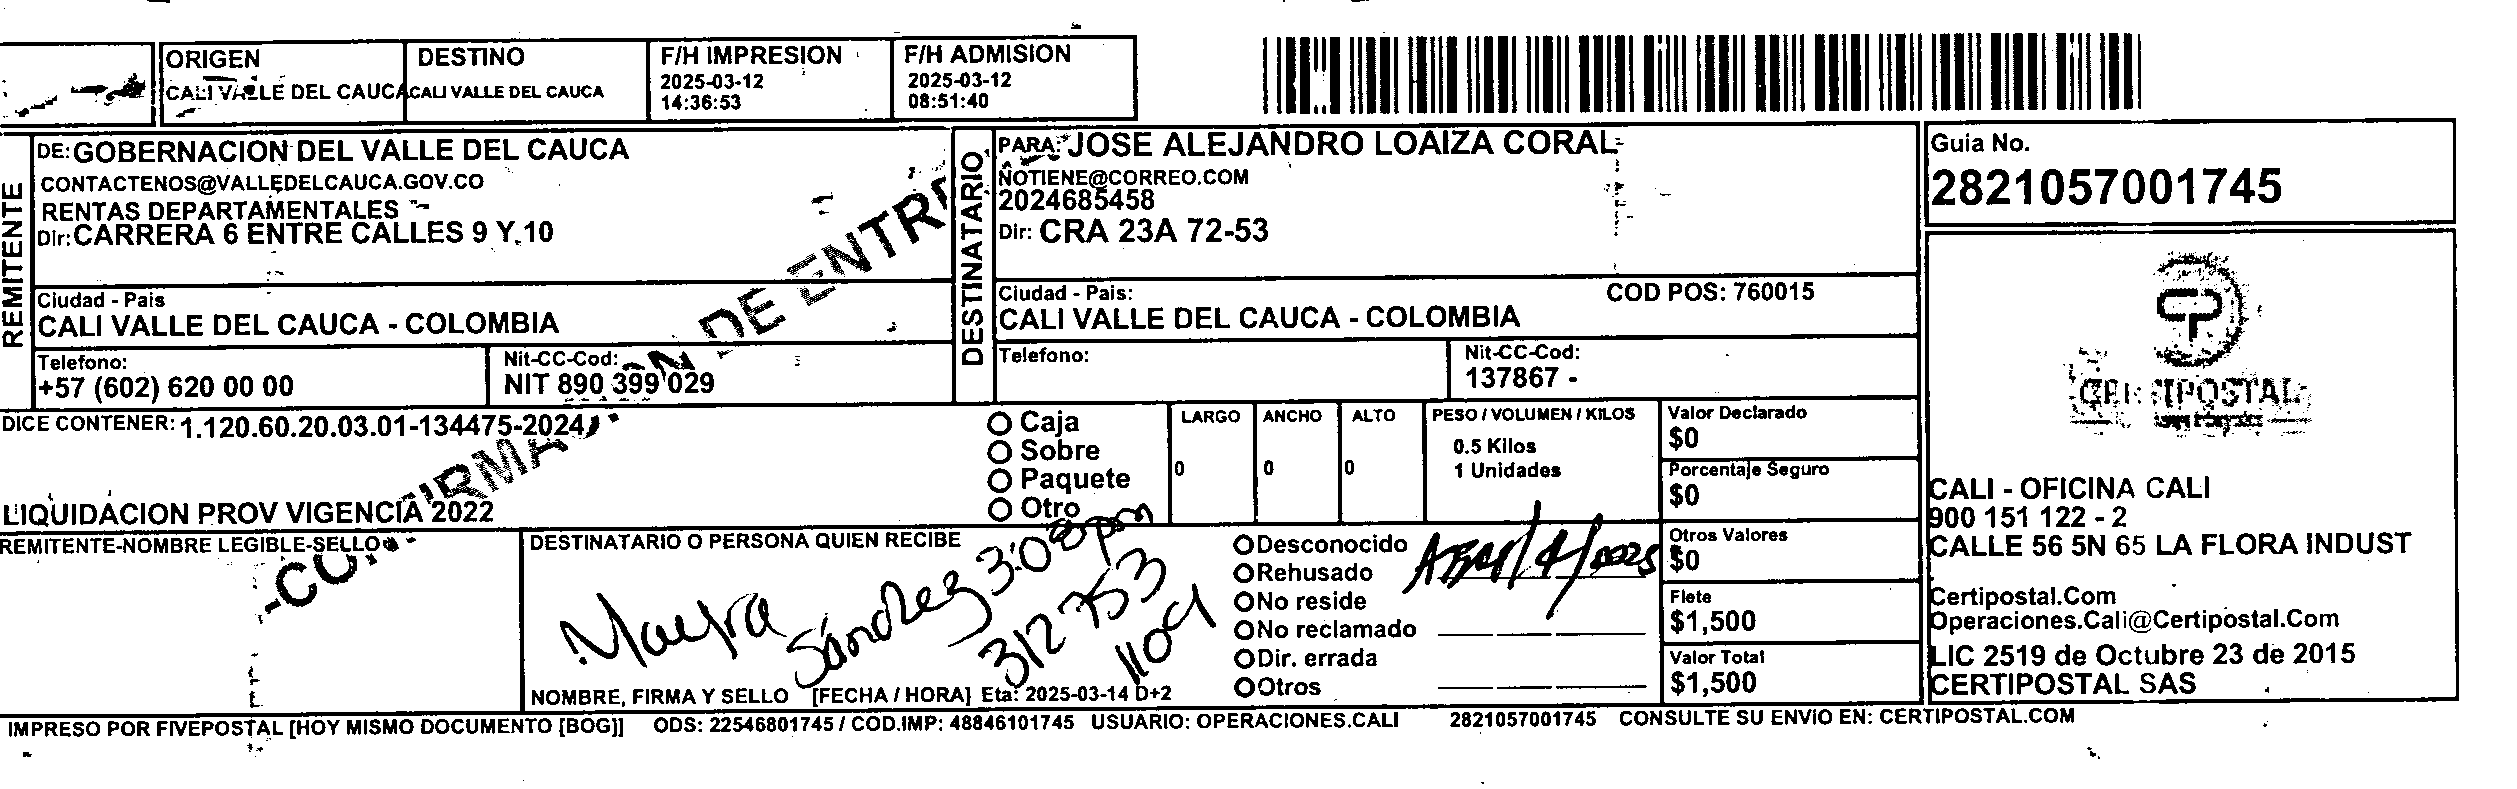 ORIGEN
CALI VALLE DEL CAUCA
DESTINO
CALI VALLE DEL CAUCA
F/H IMPRESION
2025-03-12
14:36:53
F/H ADMISION
2025-03-12
08:51:40
REMITENTE
DE: GOBERNACION DEL VALLE DEL CAUCA
CONTACTENOS@VALLEDELCAUCA.GOV.CO
RENTAS DEPARTAMENTALES
Dir: CARRERA 6 ENTRE CALLES 9 Y 10
Ciudad - Pais
CALI VALLE DEL CAUCA - COLOMBIA
Telefono:
+57 (602) 620 00 00
Nit-CC-Cod:
NIT 890 399 029
DESTINATARIO
PARA: JOSE ALEJANDRO LOAIZA CORAL
NOTIENE@CORREO.COM
2024685458
Dir: CRA 23A 72-53
Ciudad - Pais:
COD POS: 760015
CALI VALLE DEL CAUCA - COLOMBIA
Telefono:
Nit-CC-Cod:
137867 -
Guia No.
2821057001745
DICE CONTENER: 1.120.60.20.03.01-134475-2024
LIQUIDACION PROV VIGENCIA 2022
Caja
Sobre
Paquete
Otro
LARGO
0
ANCHO
0
ALTO
0
PESO / VOLUMEN / KILOS
0.5 Kilos
1 Unidades
Valor Declarado
$0
Porcentaje Seguro
$0
Otros Valores
$0
Flete
$1,500
Valor Total
$1,500
REMITENTE-NOMBRE LEGIBLE-SELLO
DESTINATARIO O PERSONA QUIEN RECIBE
Mayra Sánchez 3:08pm
312 753
1104
NOMBRE, FIRMA Y SELLO [FECHA / HORA] Eta: 2025-03-14 D+2
Desconocido
Rehusado
No reside
No reclamado
Dir. errada
Otros
Abril/4/2025
CERTIPOSTAL
CALI - OFICINA CALI
900 151 122 - 2
CALLE 56 5N 65 LA FLORA INDUST
Certipostal.Com
Operaciones.Cali@Certipostal.Com
LIC 2519 de Octubre 23 de 2015
CERTIPOSTAL SAS
IMPRESO POR FIVEPOSTAL [HOY MISMO DOCUMENTO [BOG]] ODS: 22546801745 / COD.IMP: 48846101745 USUARIO: OPERACIONES.CALI 2821057001745 CONSULTE SU ENVIO EN: CERTIPOSTAL.COM